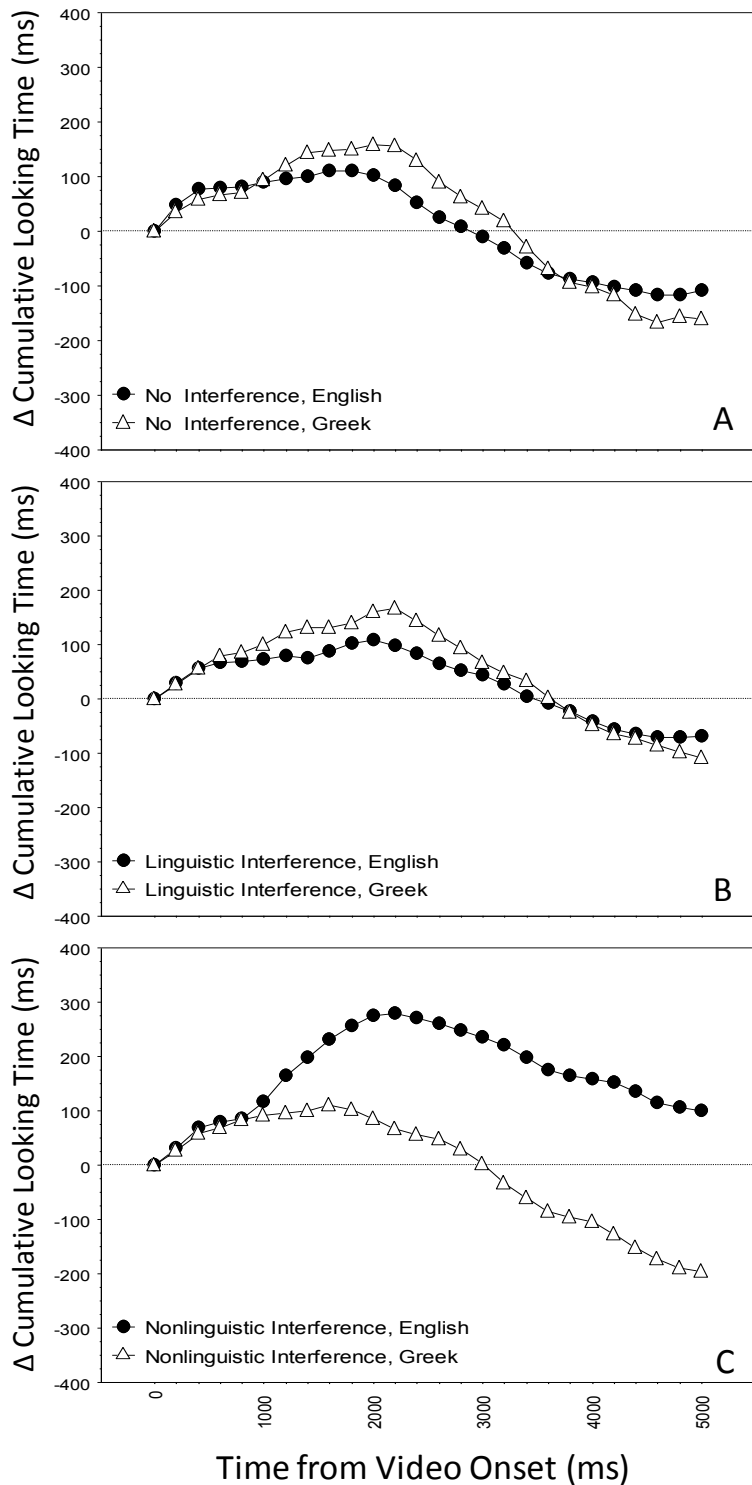 Δ Cumulative Looking Time (ms)
400
300
200
100
0
-100
-200
-300
-400
No Interference, English
No Interference, Greek
A
Δ Cumulative Looking Time (ms)
400
300
200
100
0
-100
-200
-300
-400
Linguistic Interference, English
Linguistic Interference, Greek
B
Δ Cumulative Looking Time (ms)
400
300
200
100
0
-100
-200
-300
-400
Nonlinguistic Interference, English
Nonlinguistic Interference, Greek
C
0 1000 2000 3000 4000 5000
Time from Video Onset (ms)